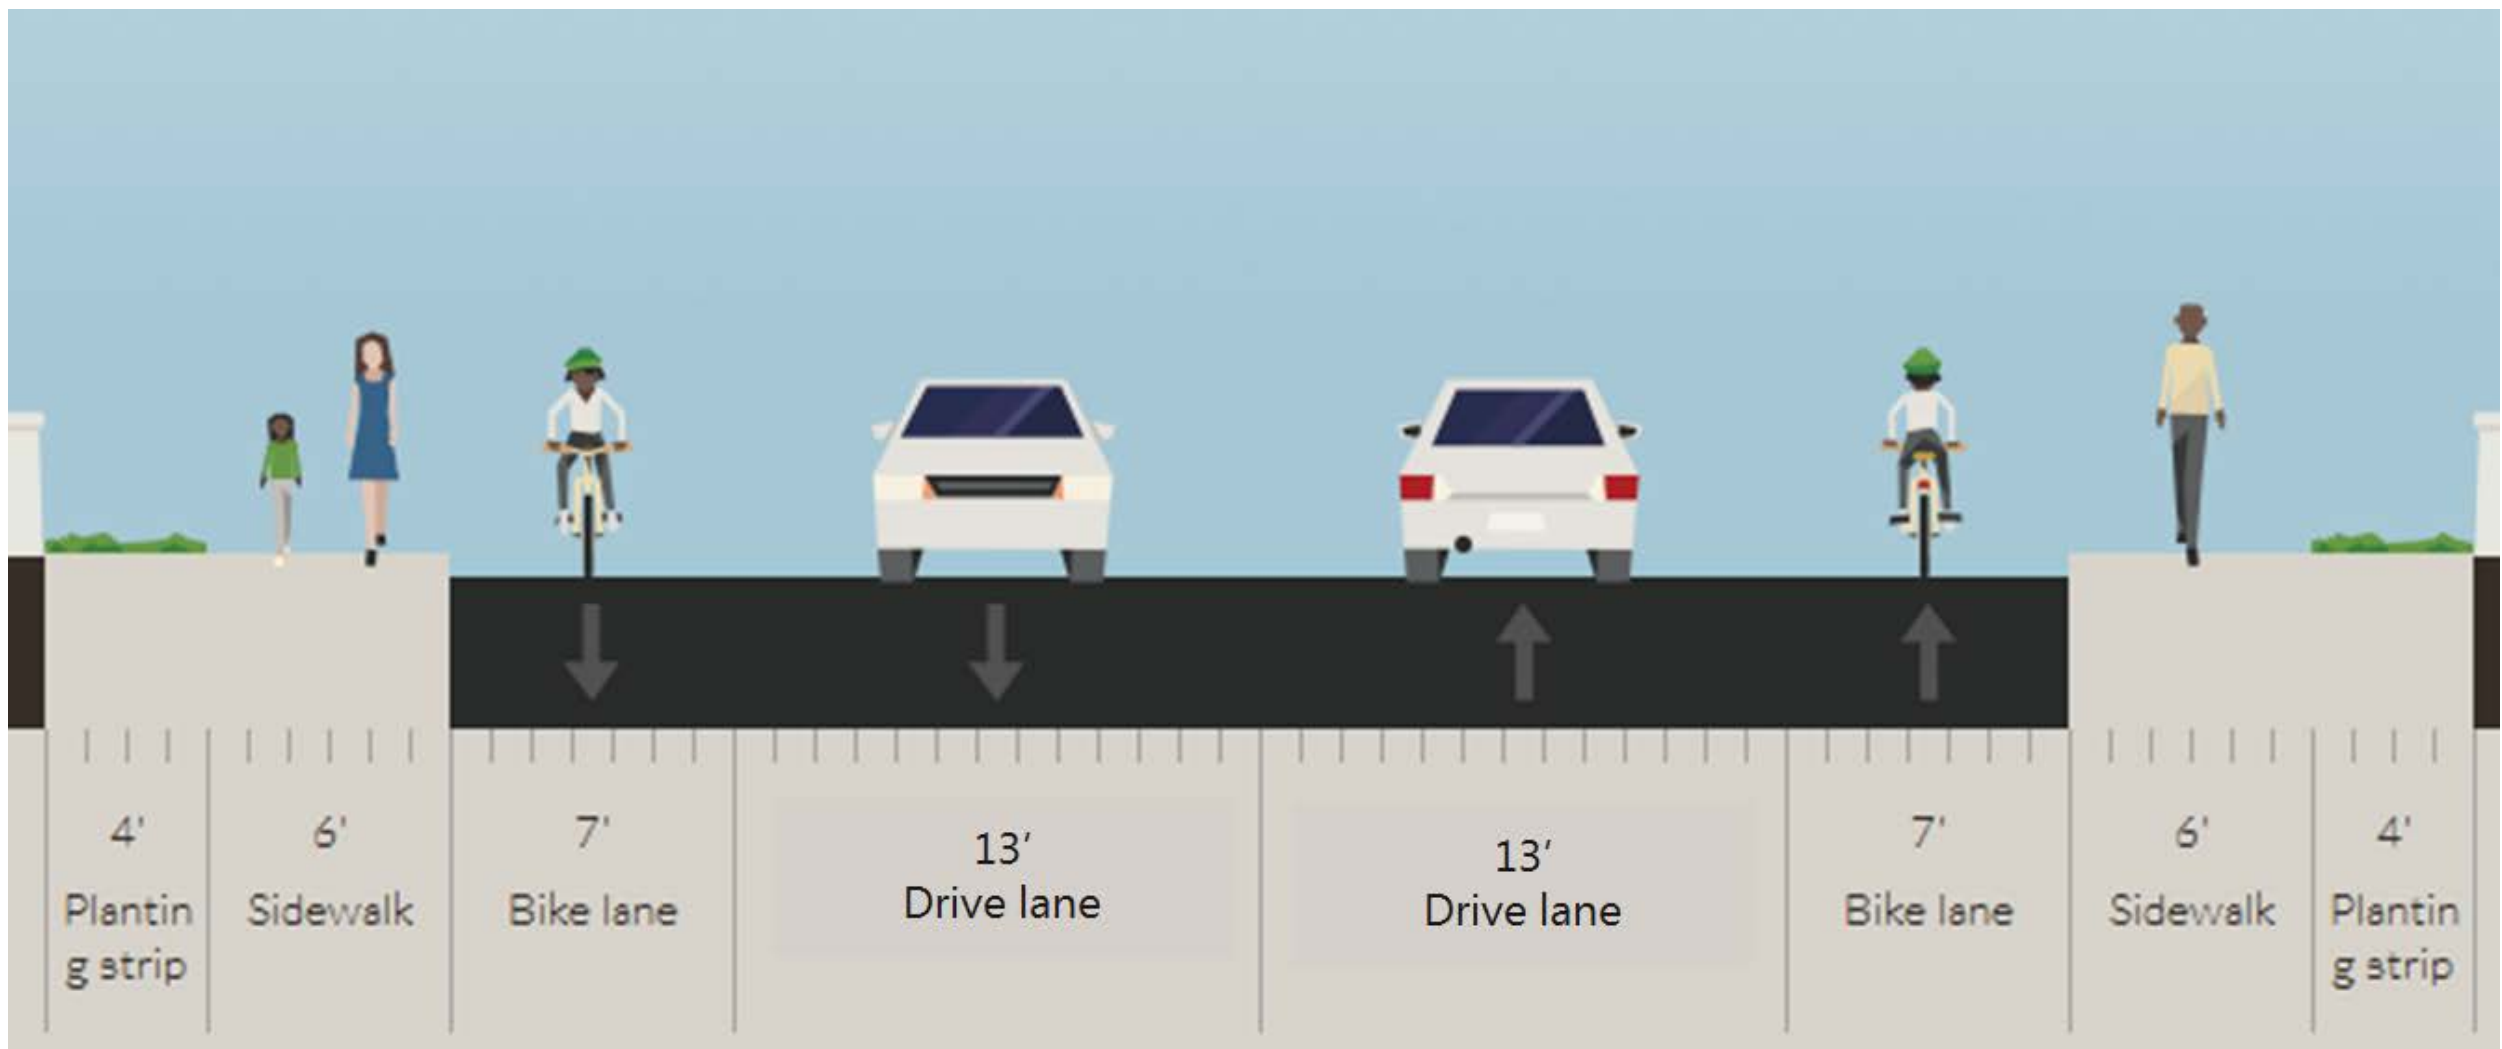 4'
Plantin
g strip
6'
Sidewalk
7'
Bike lane
13'
Drive lane
13'
Drive lane
7'
Bike lane
6'
Sidewalk
4'
Plantin
g strip